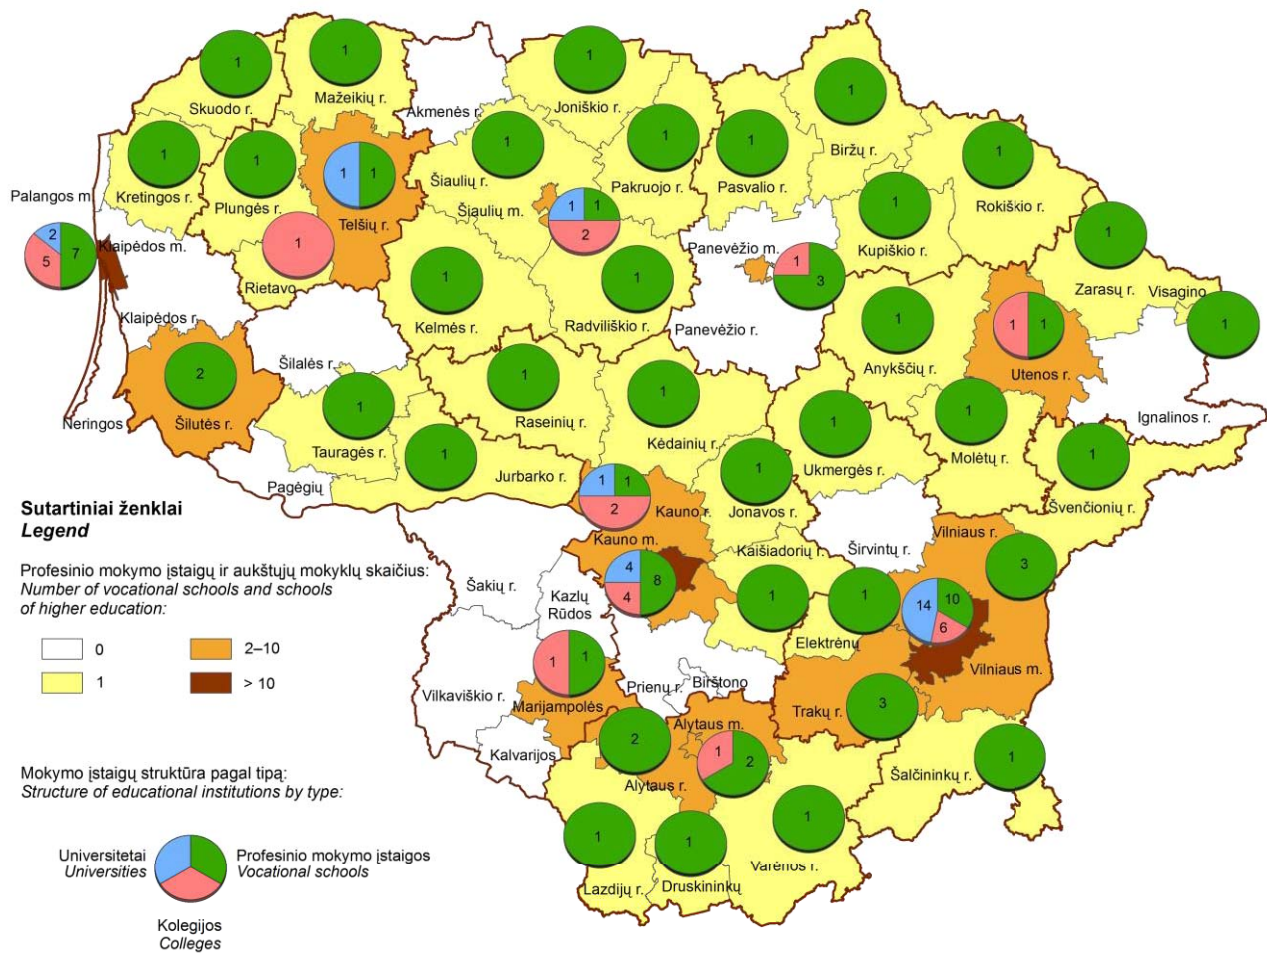 1
Skuodo r.
1
Mažeikių r.
Akmenės r.
1
Joniškio r.
1
Biržų r.
1
Kretingos r.
1
Plungės r.
1 1
Telšių r.
1
Šiaulių r.
Šiaulių m.
1 1
2
1
Pakruojo r.
1
Pasvalio r.
1
Rokiškio r.
1
Kupiškio r.
Palangos m.
2 7
5
Klaipėdos m.
1
Rietavo
1
Kelmės r.
1
Radviliškio r.
Panevėžio m.
1
3
Panevėžio r.
1
Anykščių r.
1 1
Utenos r.
1
Zarasų r.
Visagino
1
Klaipėdos r.
Šilalės r.
2
Šilutės r.
Neringos
1
Tauragės r.
1
Raseinių r.
1
Kėdainių r.
1
Ukmergės r.
1
Molėtų r.
Ignalinos r.
1
Švenčionių r.
Pagėgių
1
Jurbarko r.
1 1
2
Kauno r.
1
Jonavos r.
Kauno m.
4 8
4
Kaišiadorių r.
1
Širvintų r.
Vilniaus r.
3
1
Elektrėnų
14 10
6
Vilniaus m.
Šakių r.
Kazlų
Rūdos
1 1
Marijampolės
Vilkaviškio r.
Kalvarijos
Prienų r.
Birštono
Trakų r.
3
2
Alytaus r.
Alytaus m.
1 2
1
Šalčininkų r.
1
Lazdijų r.
1
Druskininkų
1
Varėnos r.
Sutartiniai ženklai
Legend
Profesinio mokymo įstaigų ir aukštųjų mokyklų skaičius:
Number of vocational schools and schools
of higher education:
0
2–10
1
> 10
Mokymo įstaigų struktūra pagal tipą:
Structure of educational institutions by type:
Universitetai
Universities
Profesinio mokymo įstaigos
Vocational schools
Kolegijos
Colleges